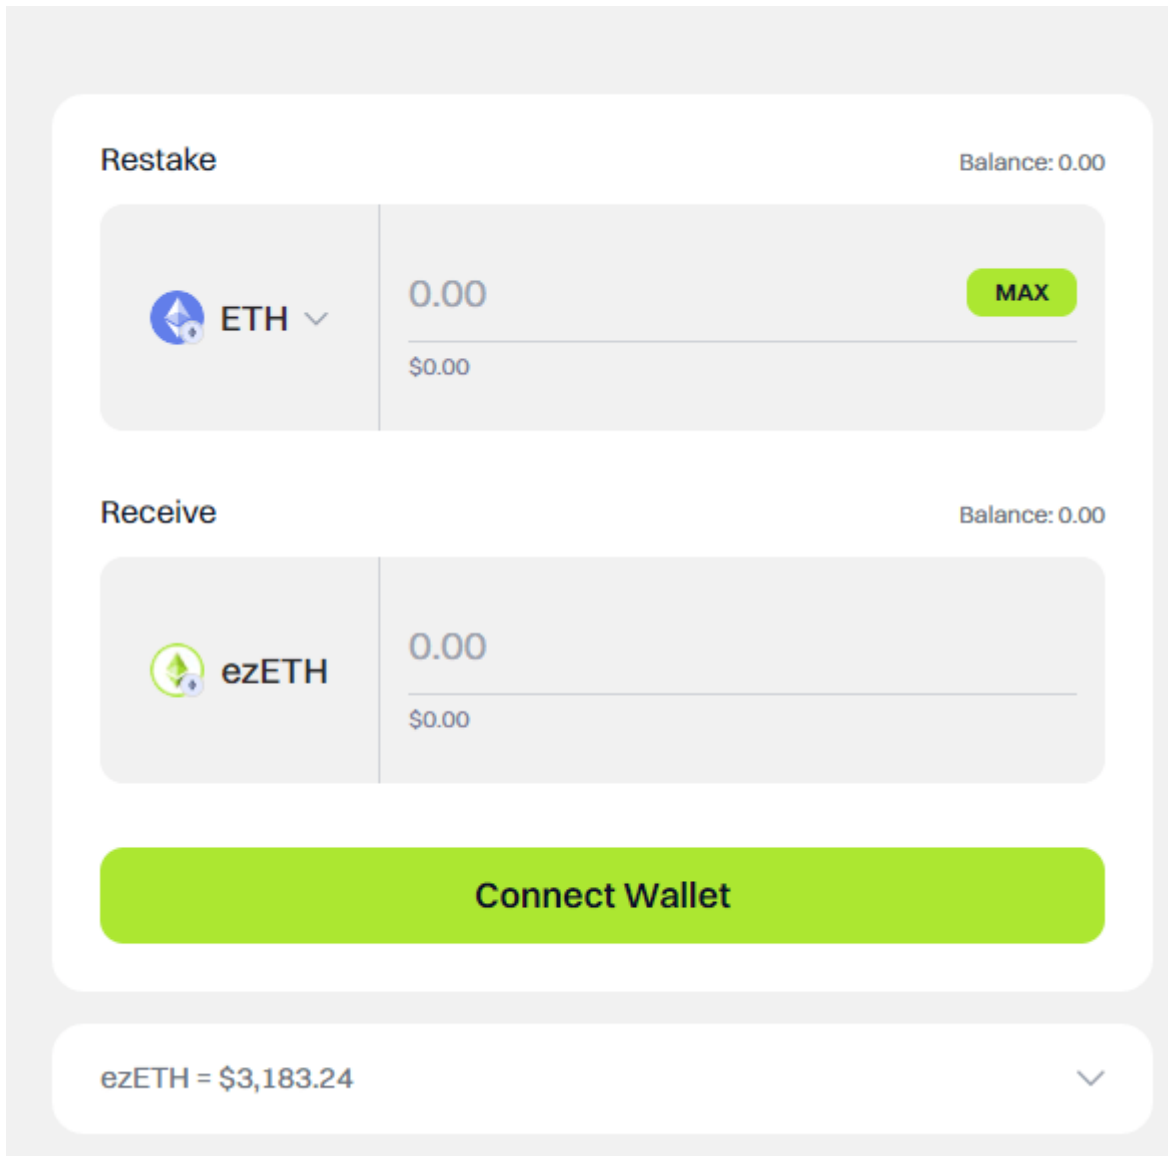 Restake
Balance: 0.00
ETH
0.00
MAX
$0.00
Receive
Balance: 0.00
ezETH
0.00
$0.00
Connect Wallet
ezETH = $3,183.24